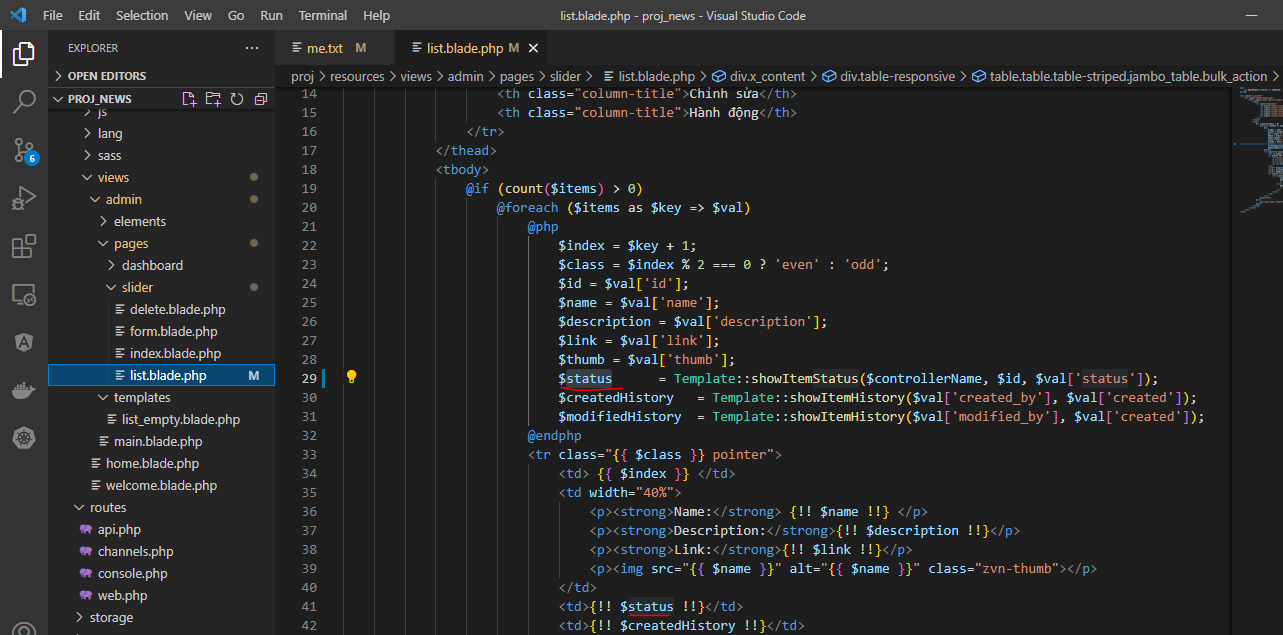 File Edit Selection View Go Run Terminal Help list.blade.php - proj_news - Visual Studio Code
EXPLORER
OPEN EDITORS
PROJ_NEWS
js
lang
sass
views
admin
elements
pages
dashboard
slider
delete.blade.php
form.blade.php
index.blade.php
list.blade.php M
templates
list_empty.blade.php
main.blade.php
home.blade.php
welcome.blade.php
routes
api.php
channels.php
console.php
web.php
storage
6
me.txt M list.blade.php M
proj > resources > views > admin > pages > slider > list.blade.php > div.x_content > div.table-responsive > table.table.table-striped.jambo_table.bulk_action >
14 <th class="column-title">Chỉnh sửa</th>
15 <th class="column-title">Hành động</th>
16 </tr>
17 </thead>
18 <tbody>
19 @if (count($items) > 0)
20 @foreach ($items as $key => $val)
21 @php
22 $index = $key + 1;
23 $class = $index % 2 === 0 ? 'even' : 'odd';
24 $id = $val['id'];
25 $name = $val['name'];
26 $description = $val['description'];
27 $link = $val['link'];
28 $thumb = $val['thumb'];
29 $status = Template::showItemStatus($controllerName, $id, $val['status']);
30 $createdHistory = Template::showItemHistory($val['created_by'], $val['created']);
31 $modifiedHistory = Template::showItemHistory($val['modified_by'], $val['created']);
32 @endphp
33 <tr class="{{ $class }} pointer">
34 <td> {{ $index }} </td>
35 <td width="40%">
36 <p><strong>Name:</strong> {!! $name !!} </p>
37 <p><strong>Description:</strong>{!! $description !!}</p>
38 <p><strong>Link:</strong>{!! $link !!}</p>
39 <p><img src="{{ $name }}" alt="{{ $name }}" class="zvn-thumb"></p>
40 </td>
41 <td>{!! $status !!}</td>
42 <td>{!! $createdHistory !!}</td>